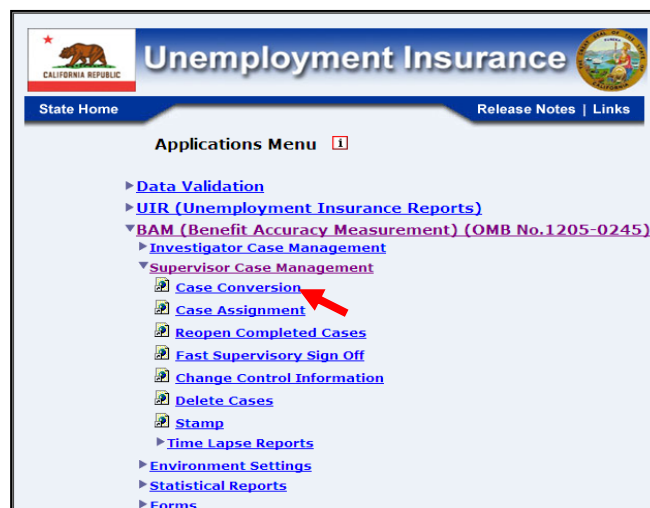 CALIFORNIA REPUBLIC
Unemployment Insurance
State Home
Release Notes | Links
Applications Menu i
Data Validation
UIR (Unemployment Insurance Reports)
BAM (Benefit Accuracy Measurement) (OMB No.1205-0245)
Investigator Case Management
Supervisor Case Management
Case Conversion
Case Assignment
Reopen Completed Cases
Fast Supervisory Sign Off
Change Control Information
Delete Cases
Stamp
Time Lapse Reports
Environment Settings
Statistical Reports
Forms